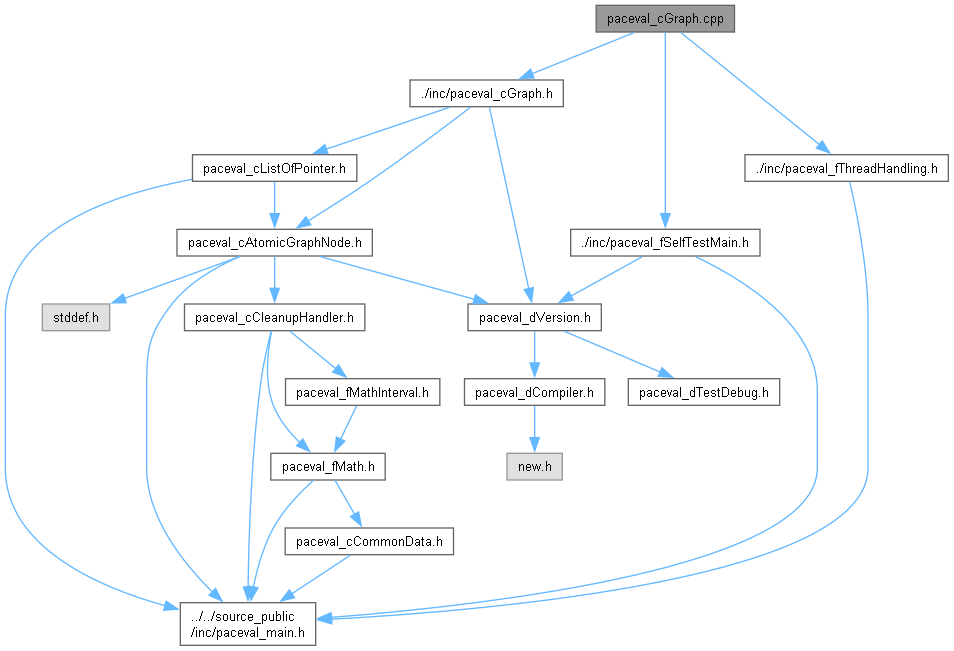 paceval_cGraph.cpp
./inc/paceval_cGraph.h
paceval_cListOfPointer.h
./inc/paceval_fThreadHandling.h
paceval_cAtomicGraphNode.h
./inc/paceval_fSelfTestMain.h
stddef.h
paceval_cCleanupHandler.h
paceval_dVersion.h
paceval_fMathInterval.h
paceval_dCompiler.h
paceval_dTestDebug.h
paceval_fMath.h
new.h
paceval_cCommonData.h
../../source_public
/inc/paceval_main.h